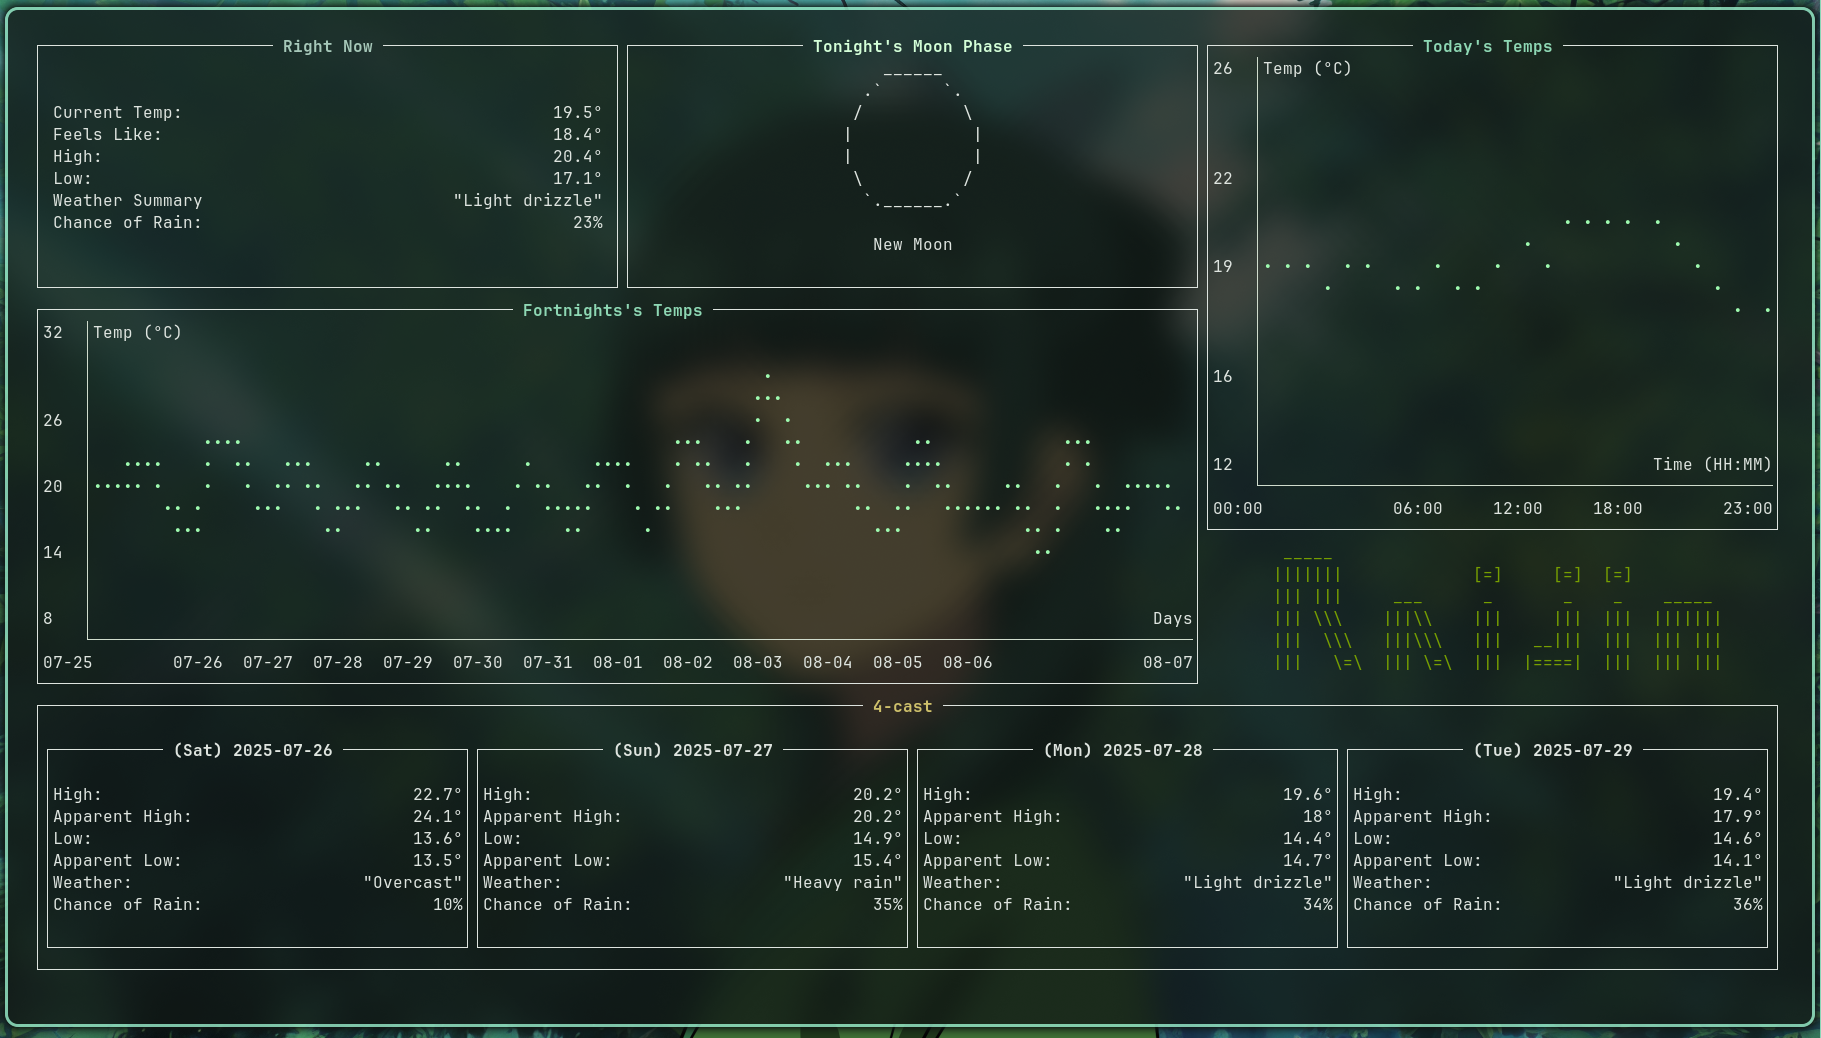 Right Now
Current Temp: 19.5°
Feels Like: 18.4°
High: 20.4°
Low: 17.1°
Weather Summary "Light drizzle"
Chance of Rain: 23%
Tonight's Moon Phase
New Moon
Today's Temps
26
Temp (°C)
22
19
16
12
Time (HH:MM)
00:00 06:00 12:00 18:00 23:00
Fortnights's Temps
32
Temp (°C)
26
20
14
8
Days
07-25 07-26 07-27 07-28 07-29 07-30 07-31 08-01 08-02 08-03 08-04 08-05 08-06 08-07
4-cast
(Sat) 2025-07-26
High: 22.7°
Apparent High: 24.1°
Low: 13.6°
Apparent Low: 13.5°
Weather: "Overcast"
Chance of Rain: 10%
(Sun) 2025-07-27
High: 20.2°
Apparent High: 20.2°
Low: 14.9°
Apparent Low: 15.4°
Weather: "Heavy rain"
Chance of Rain: 35%
(Mon) 2025-07-28
High: 19.6°
Apparent High: 18°
Low: 14.4°
Apparent Low: 14.7°
Weather: "Light drizzle"
Chance of Rain: 34%
(Tue) 2025-07-29
High: 19.4°
Apparent High: 17.9°
Low: 14.6°
Apparent Low: 14.1°
Weather: "Light drizzle"
Chance of Rain: 36%